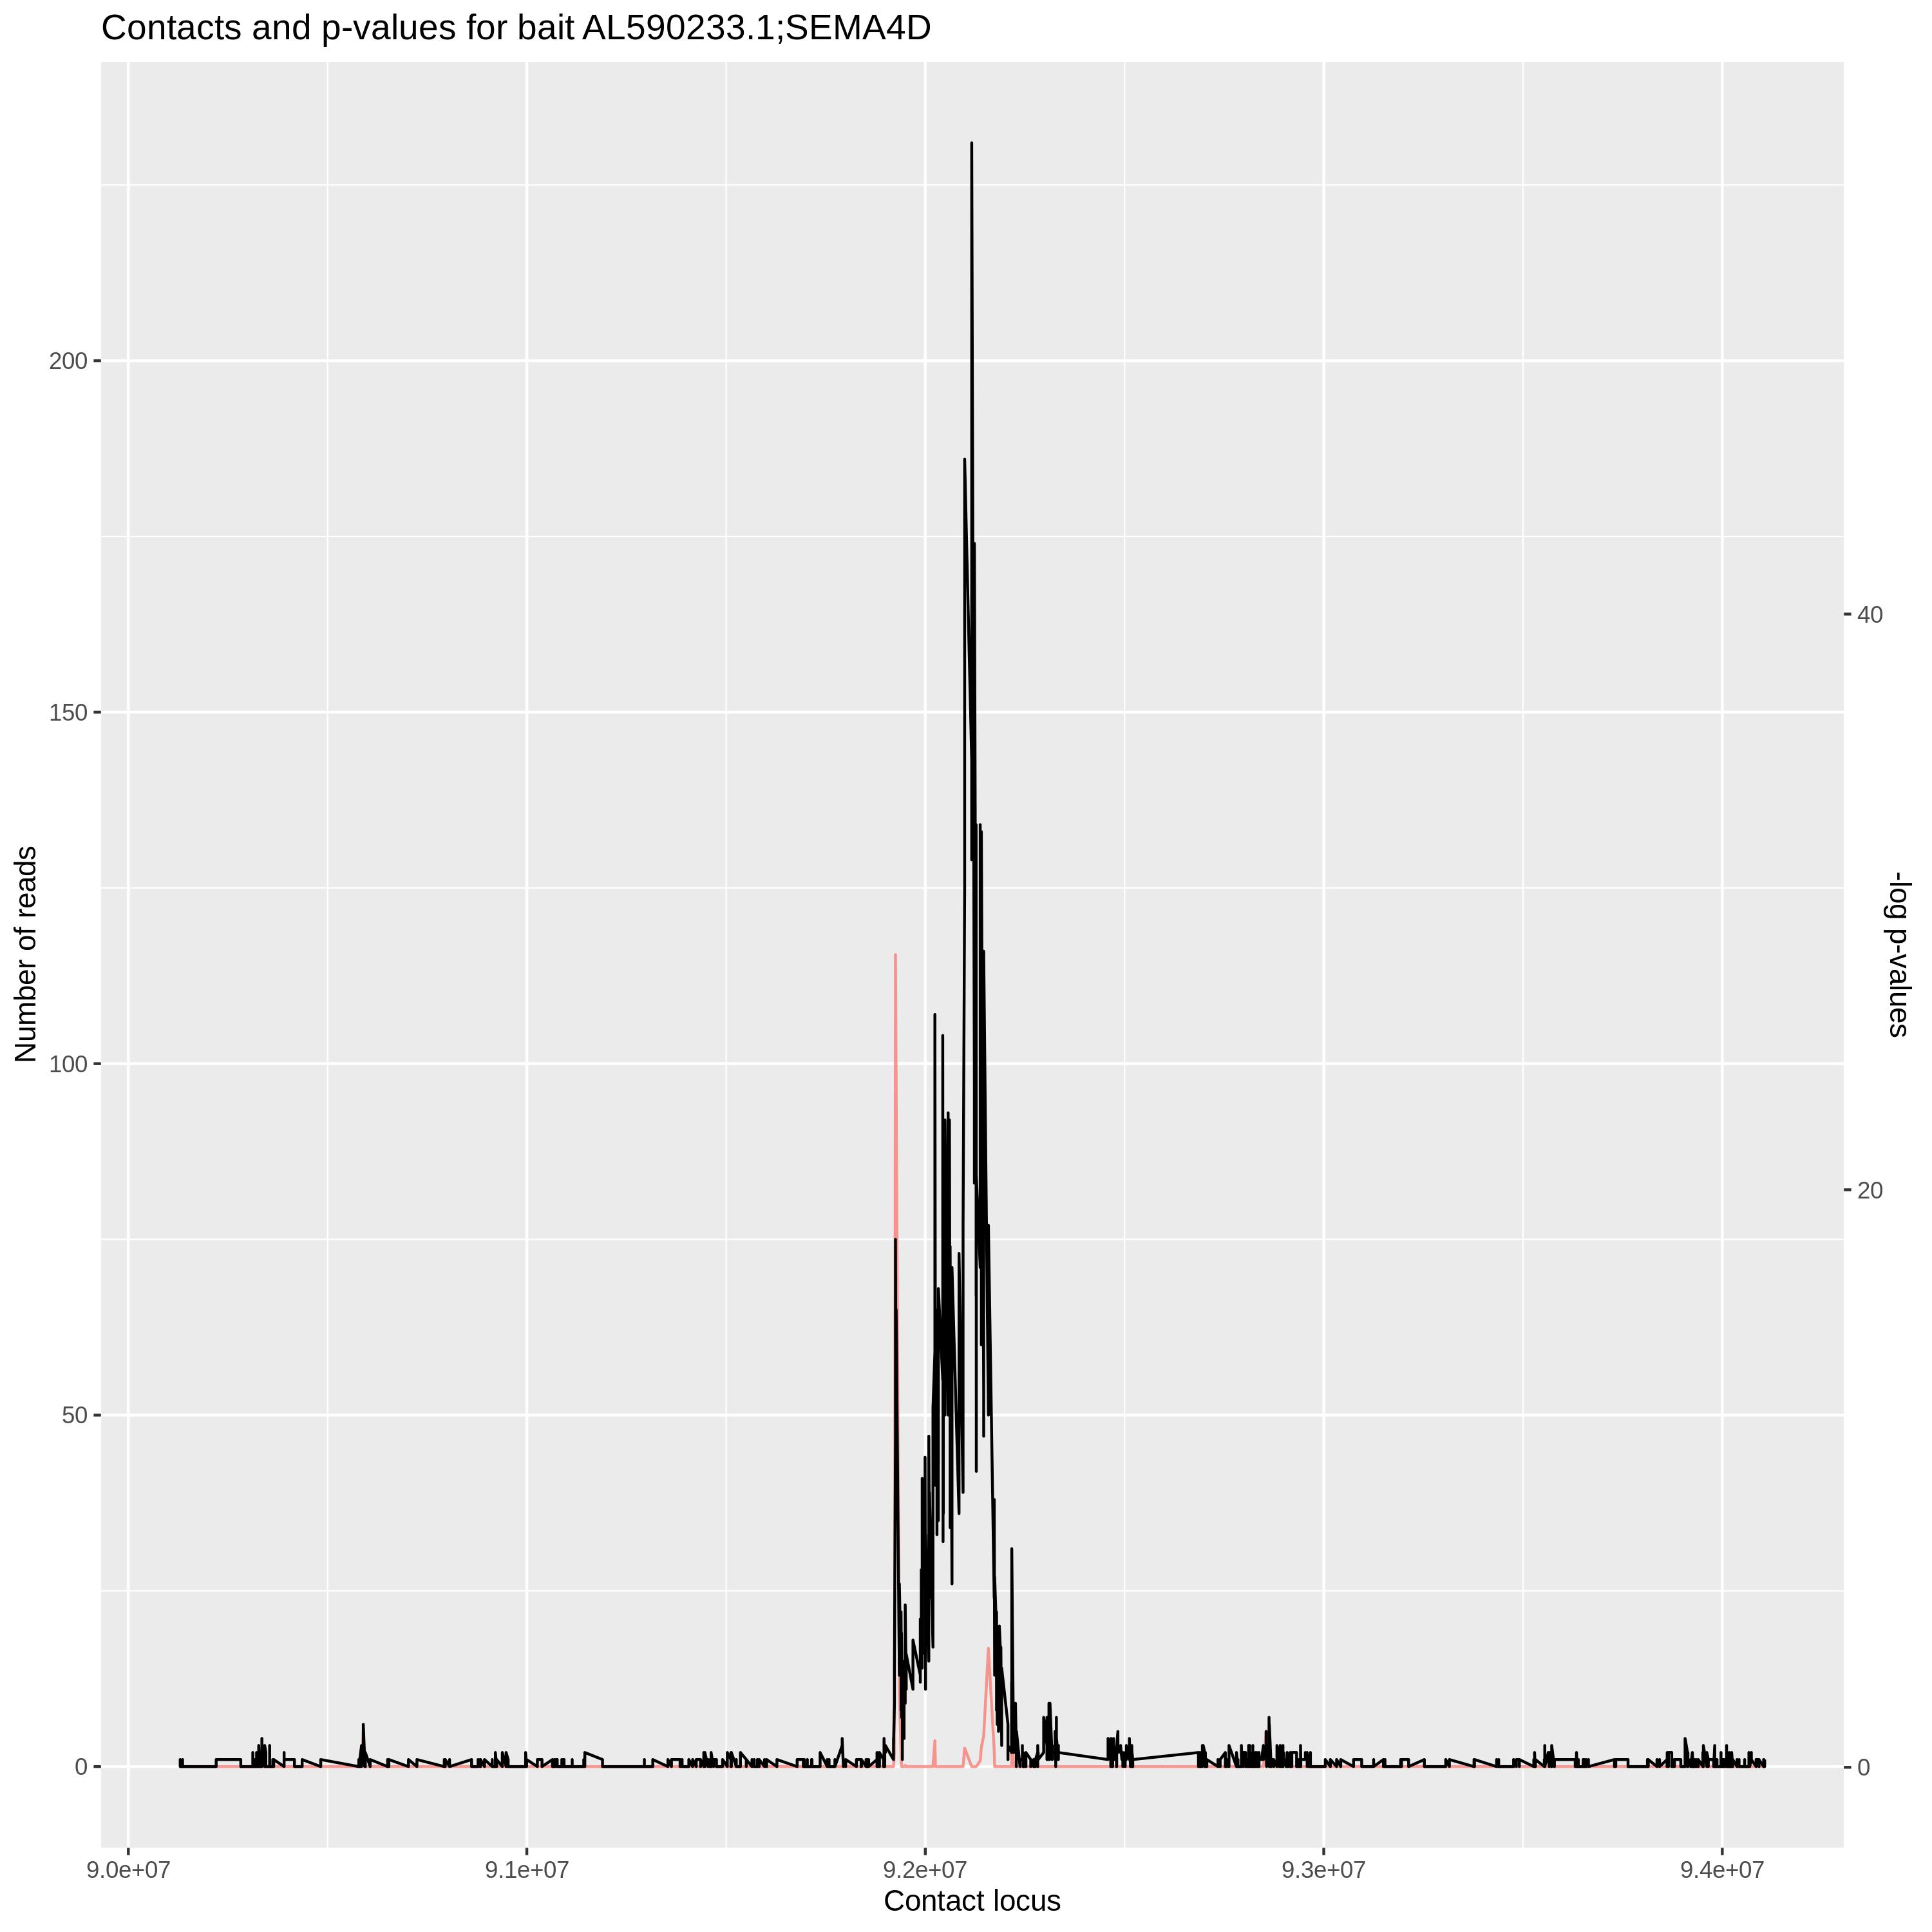 Contacts and p-values for bait AL590233.1;SEMA4D
200
150
100
50
0
Number of reads
40
20
0
-log p-values
9.0e+07 9.1e+07 9.2e+07 9.3e+07 9.4e+07
Contact locus